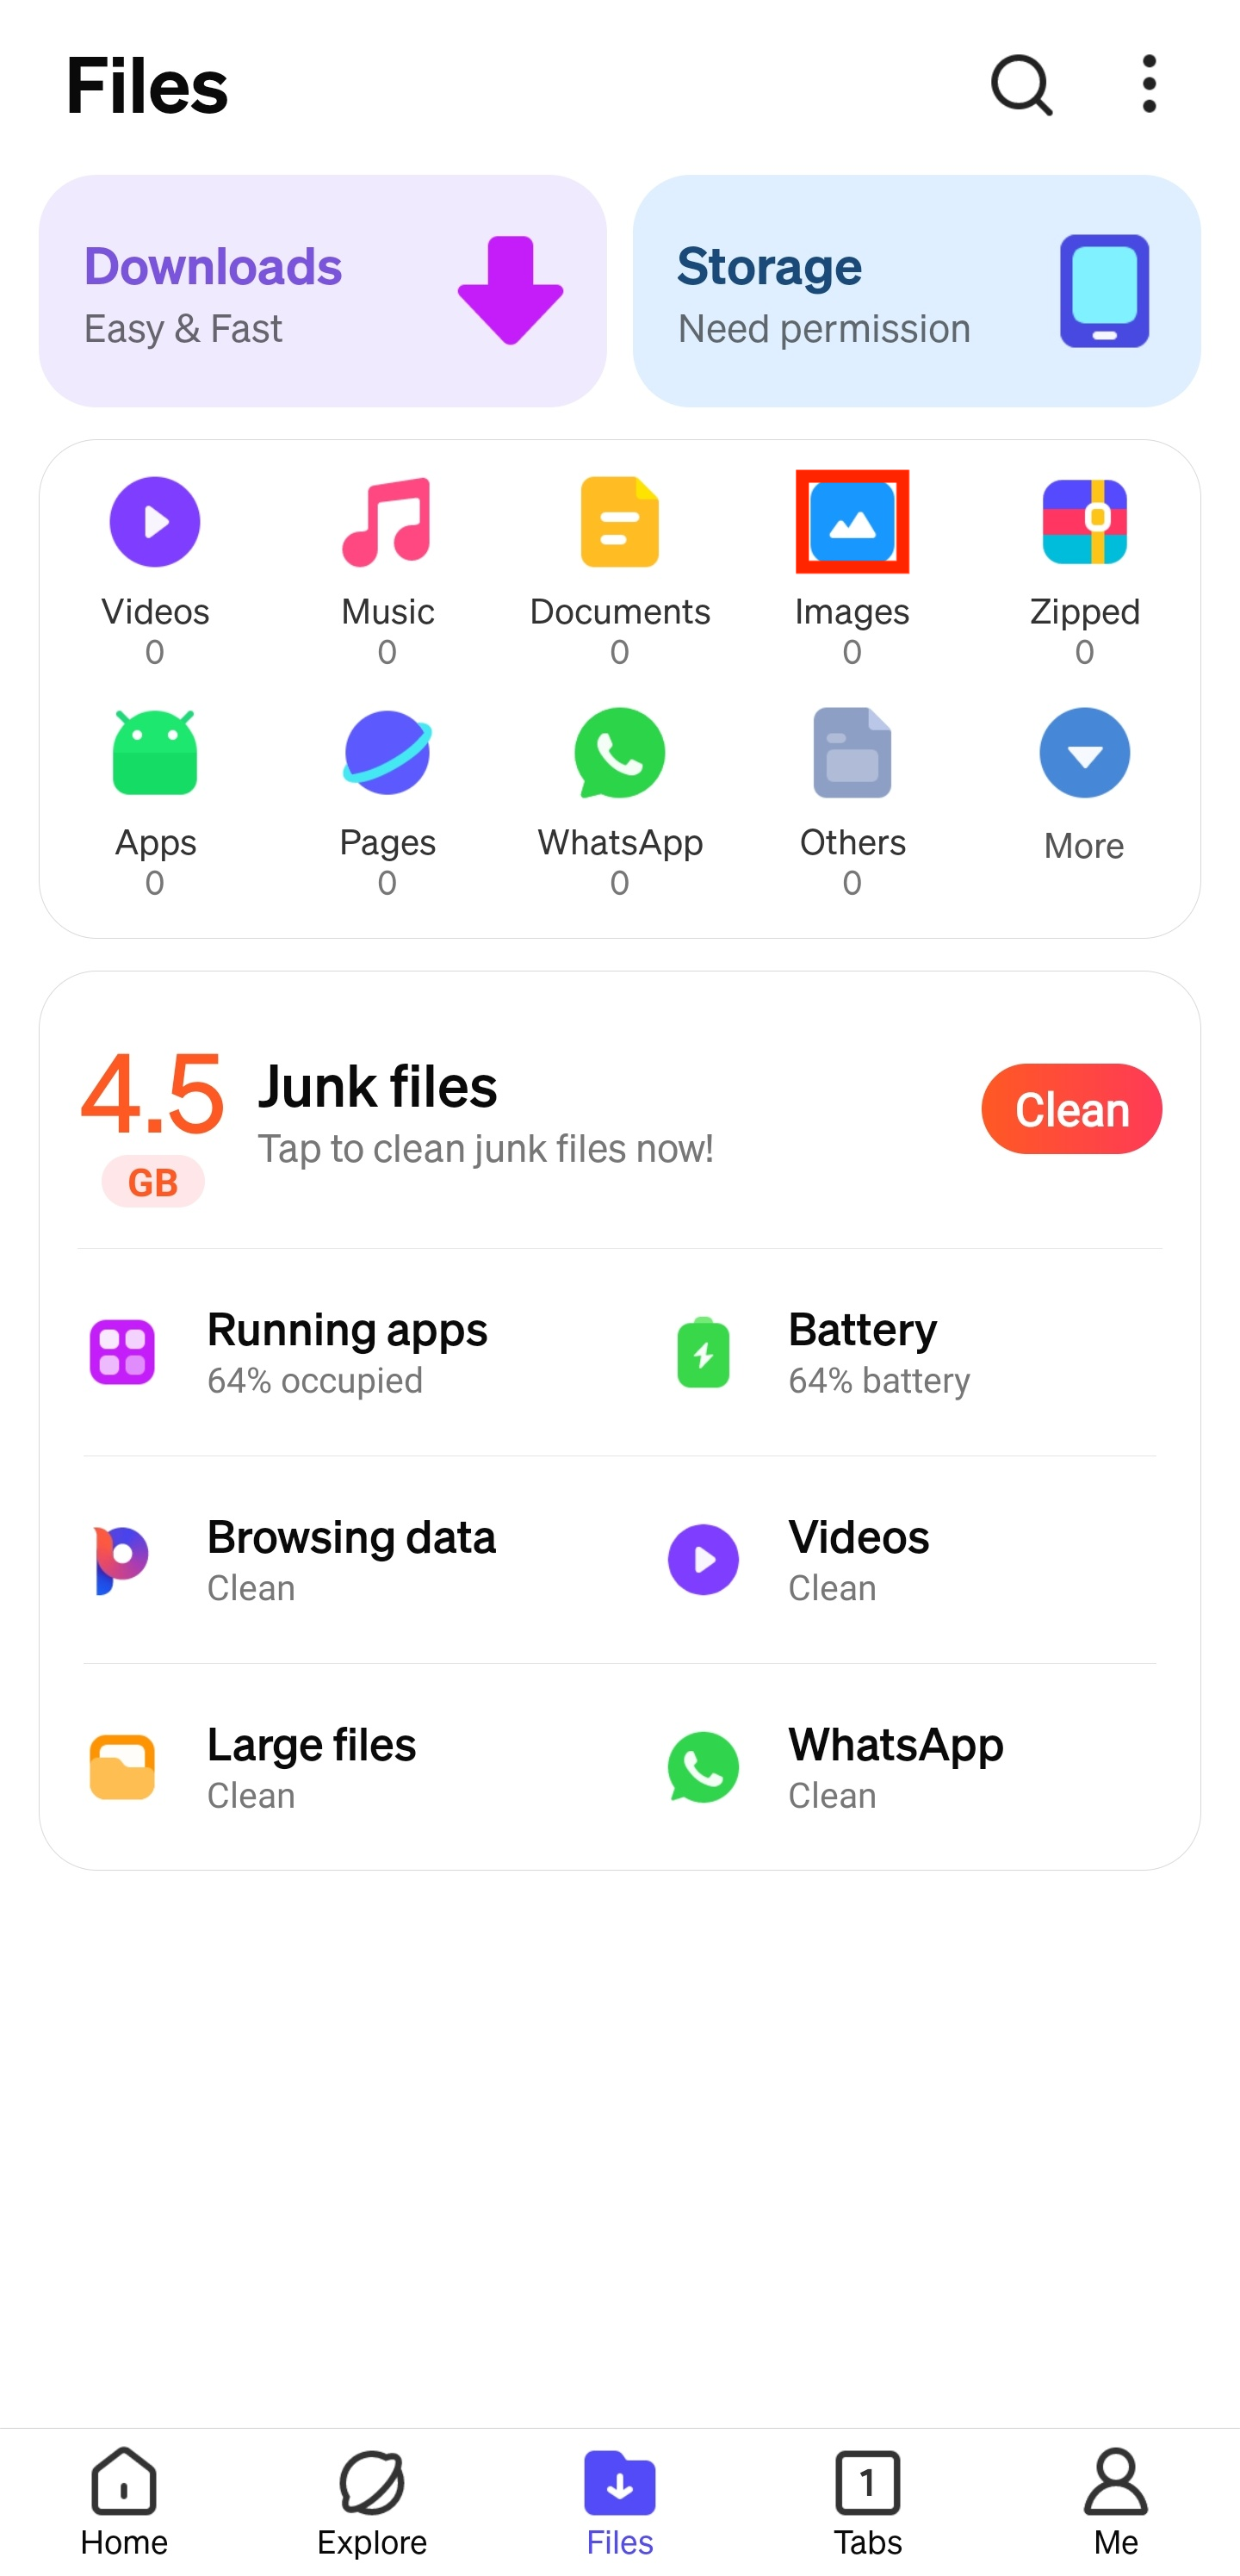 Files
Downloads
Easy & Fast
Storage
Need permission
Videos
0
Music
0
Documents
0
Images
0
Zipped
0
Apps
0
Pages
0
WhatsApp
0
Others
0
More
4.5
GB
Junk files
Tap to clean junk files now!
Clean
Running apps
64% occupied
Battery
64% battery
Browsing data
Clean
Videos
Clean
Large files
Clean
WhatsApp
Clean
Home
Explore
Files
1
Tabs
Me